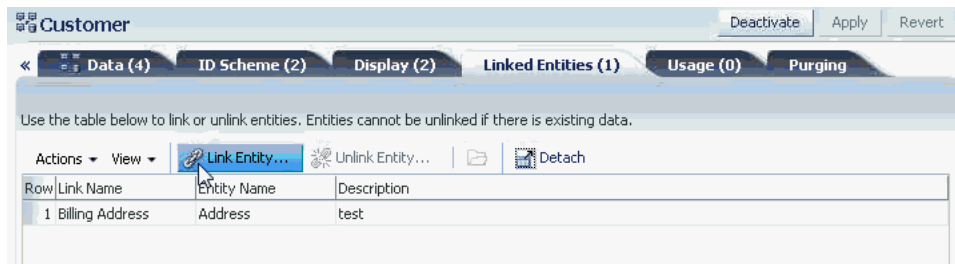 Customer Deactivate Apply Revert
« Data (4) ID Scheme (2) Display (2) Linked Entities (1) Usage (0) Purging
Use the table below to link or unlink entities. Entities cannot be unlinked if there is existing data.
Actions View Link Entity... Unlink Entity... Detach
Row Link Name Entity Name Description
1 Billing Address Address test